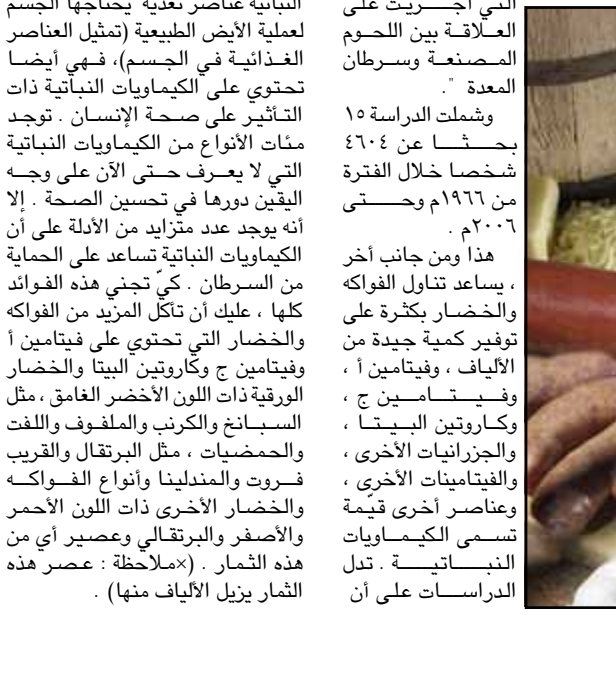 التي أجريت على
العلاقة بين اللحوم
المصنعة وسرطان
المعدة ".
وشملت الدراسة ١٥
بحثا عن ٤٦٠٤
شخصا خلال الفترة
من ١٩٦٦م وحتى
٢٠٠٦م .
هذا ومن جانب أخر
، يساعد تناول الفواكه
والخضار بكثرة على
توفير كمية جيدة من
الألياف ، وفيتامين أ ،
وفيتامين ج ،
وكاروتين البيتا ،
والجزرانيات الأخرى ،
والفيتامينات الأخرى ،
وعناصر أخرى قيّمة
تسمى الكيماويات
النباتية . تدل
الدراسات على أن
النباتية عناصر تغذية يحتاجها الجسم
لعملية الأيض الطبيعية (تمثيل العناصر
الغذائية في الجسم)، فهي أيضا
تحتوي على الكيماويات النباتية ذات
التأثير على صحة الإنسان . توجد
مئات الأنواع من الكيماويات النباتية
التي لا يعرف حتى الآن على وجه
اليقين دورها في تحسين الصحة . إلا
أنه يوجد عدد متزايد من الأدلة على أن
الكيماويات النباتية تساعد على الحماية
من السرطان . كيّ تجني هذه الفوائد
كلها ، عليك أن تأكل المزيد من الفواكه
والخضار التي تحتوي على فيتامين أ
وفيتامين ج وكاروتين البيتا والخضار
الورقية ذات اللون الأخضر الغامق ، مثل
السبانخ والكرنب والملفوف واللفت
والحمضيات ، مثل البرتقال والقريب
فروت والمندلينا وأنواع الفواكه
والخضار الأخرى ذات اللون الأحمر
والأصفر والبرتقالي وعصير أي من
هذه الثمار . (×ملاحظة : عصر هذه
الثمار يزيل الألياف منها) .